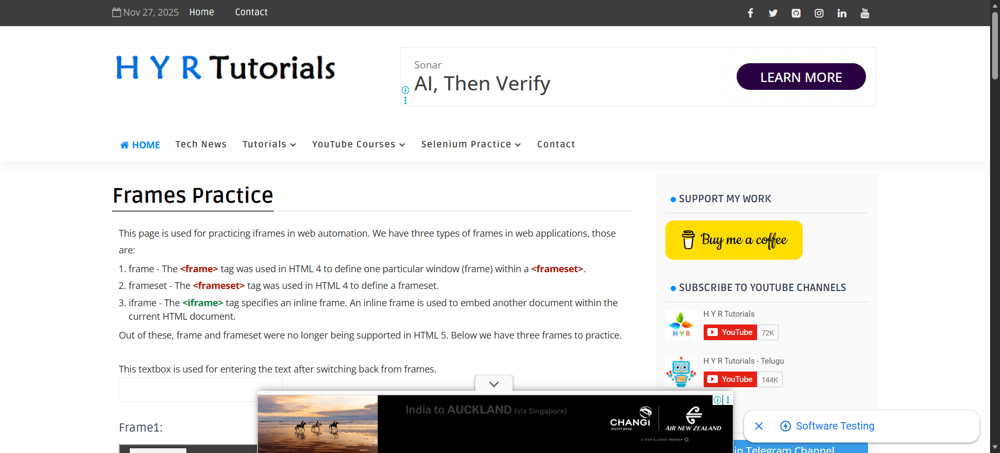 Nov 27, 2025 Home Contact
H Y R Tutorials
Sonar
AI, Then Verify
LEARN MORE
HOME Tech News Tutorials YouTube Courses Selenium Practice Contact
Frames Practice
This page is used for practicing iframes in web automation. We have three types of frames in web applications, those
are:
1. frame - The <frame> tag was used in HTML 4 to define one particular window (frame) within a <frameset>.
2. frameset - The <frameset> tag was used in HTML 4 to define a frameset.
3. iframe - The <iframe> tag specifies an inline frame. An inline frame is used to embed another document within the
current HTML document.
Out of these, frame and frameset were no longer being supported in HTML 5. Below we have three frames to practice.
This textbox is used for entering the text after switching back from frames.
Frame1:
SUPPORT MY WORK
Buy me a coffee
SUBSCRIBE TO YOUTUBE CHANNELS
H Y R Tutorials
HYR
YouTube 72K
H Y R Tutorials - Telugu
YouTube 144K
India to AUCKLAND (via Singapore)
CHANGI
airport group
AIR NEW ZEALAND
A STAR ALLIANCE MEMBER
Software Testing
in Telegram Channel